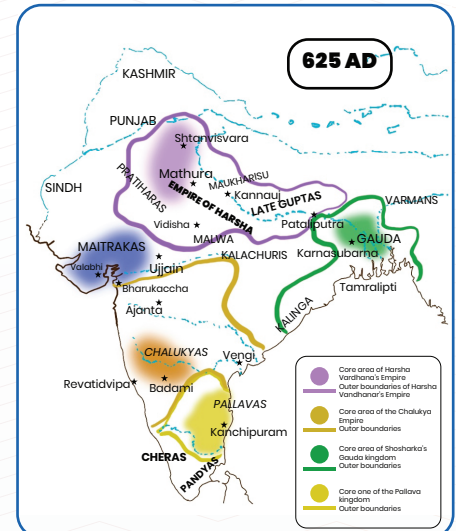 625 AD
KASHMIR
PUNJAB
Shtanvisvara
Mathura
MAUKHARISU
SINDH
PRATIHARAS
EMPIRE OF HARSHA
Kannauj
LATE GUPTAS
VARMANS
Pataliputra
Vidisha
MALWA
GAUDA
MAITRAKAS
KALACHURIS
Karnasubarna
Valabhi
Ujjain
Bharukaccha
Tamralipti
Ajanta
KALINGA
CHALUKYAS
Vengi
Revatidvipa
Badami
PALLAVAS
Kanchipuram
CHERAS
PANDYAS
Core area of Harsha
Vardhana's Empire
Outer boundaries of Harsha
Vandhanar's Empire
Core area of the Chalukya
Empire
Outer boundaries
Core area of Shosharka's
Gauda kingdom
Outer boundaries
Core one of the Pallava
kingdom
Outer boundaries